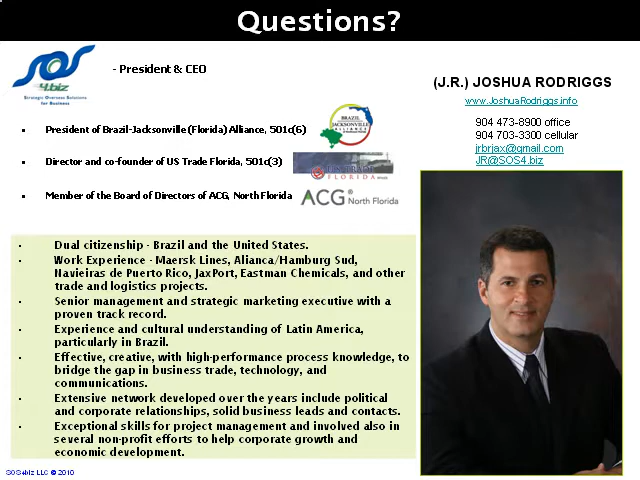 Questions?
SOS
4.biz
Strategic Overseas Solutions
for Business
- President & CEO
(J.R.) JOSHUA RODRIGGS
www.JoshuaRodriggs.info
904 473-8900 office
904 703-3300 cellular
jrbrjax@gmail.com
JR@SOS4.biz
• President of Brazil-Jacksonville (Florida) Alliance, 501c(6)
BRAZIL
JACKSONVILLE
ALLIANCE
• Director and co-founder of US Trade Florida, 501c(3)
FLORIDA
• Member of the Board of Directors of ACG, North Florida
ACG® North Florida
• Dual citizenship - Brazil and the United States.
• Work Experience - Maersk Lines, Alianca/Hamburg Sud,
Navieiras de Puerto Rico, JaxPort, Eastman Chemicals, and other
trade and logistics projects.
• Senior management and strategic marketing executive with a
proven track record.
• Experience and cultural understanding of Latin America,
particularly in Brazil.
• Effective, creative, with high-performance process knowledge, to
bridge the gap in business trade, technology, and
communications.
• Extensive network developed over the years include political
and corporate relationships, solid business leads and contacts.
• Exceptional skills for project management and involved also in
several non-profit efforts to help corporate growth and
economic development.
SOS4biz LLC © 2010